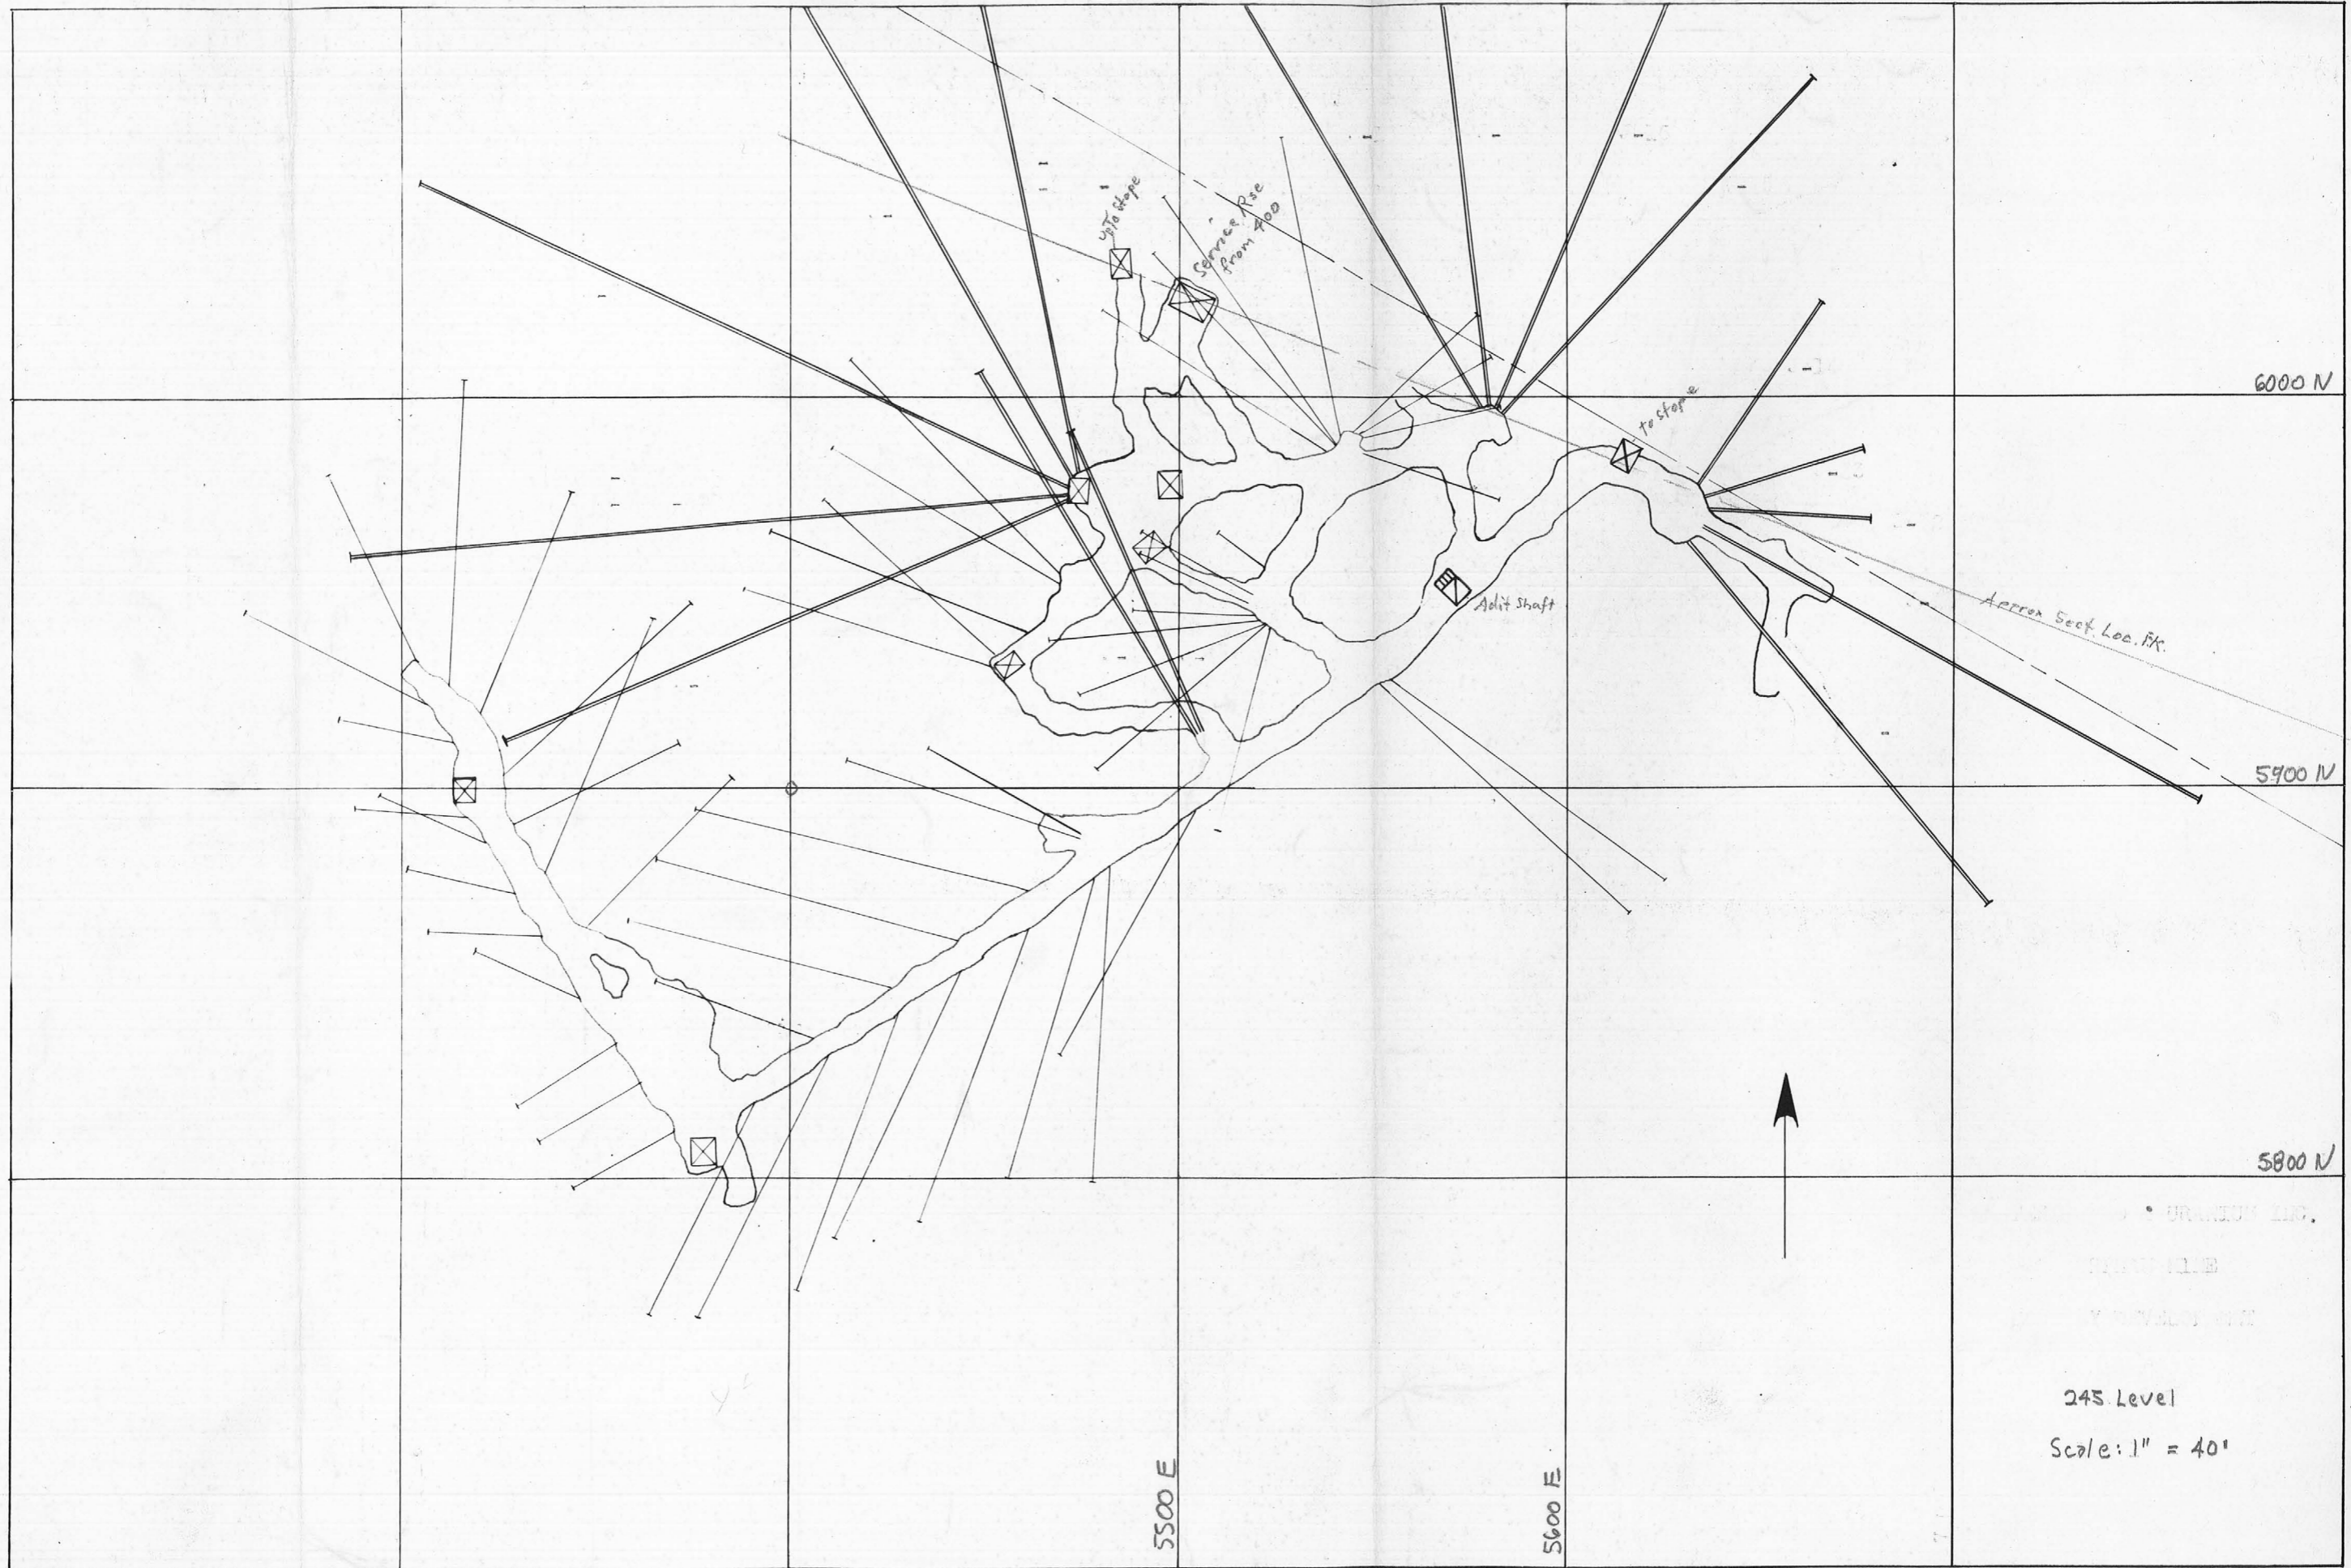 up To Stope
Service Rse
from 400
6000 N
to stope
Adit Shaft
Approx Sect. Loc. FK.
5900 N
5800 N
URANIUM INC.
245 Level
Scale: 1" = 40'
5500 E
5600 E